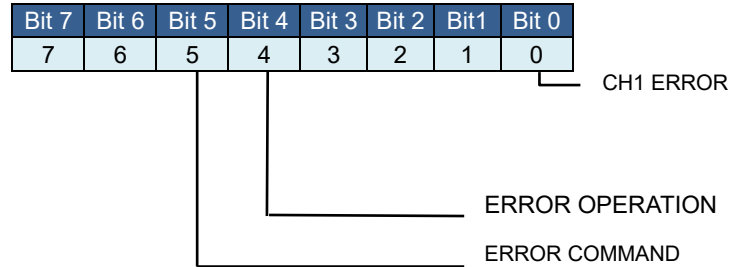 Bit 7 Bit 6 Bit 5 Bit 4 Bit 3 Bit 2 Bit1 Bit 0
7 6 5 4 3 2 1 0
CH1 ERROR
ERROR OPERATION
ERROR COMMAND